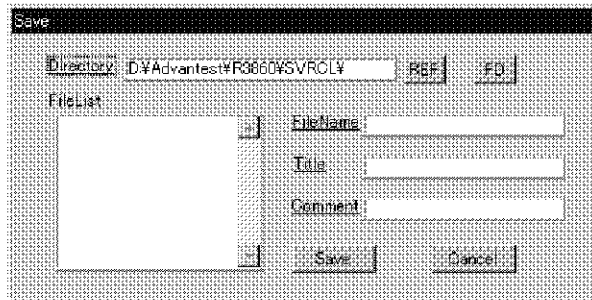 Save
Directory D:¥Advantest¥R3860¥SVRCL¥ REF FD
FileList
FileName
Title
Comment
Save Cancel